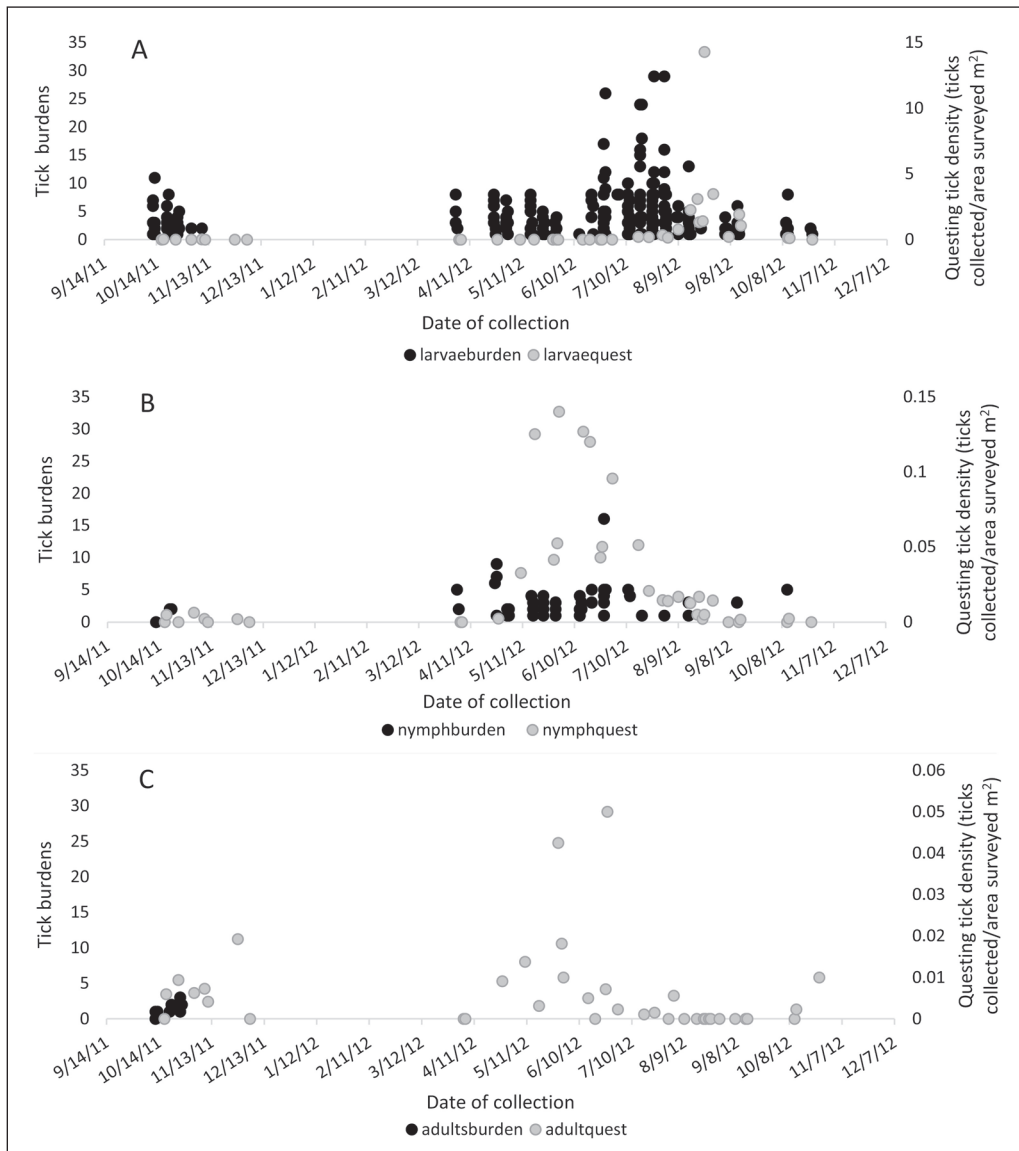 A
35
30
25
20
15
10
5
0
Tick burdens
15
10
5
0
Questing tick density (ticks
collected/area surveyed m²)
9/14/11 10/14/11 11/13/11 12/13/11 1/12/12 2/11/12 3/12/12 4/11/12 5/11/12 6/10/12 7/10/12 8/9/12 9/8/12 10/8/12 11/7/12 12/7/12
Date of collection
larvaeburden larvaequest
B
35
30
25
20
15
10
5
0
Tick burdens
0.15
0.1
0.05
0
Questing tick density (ticks
collected/area surveyed m²)
9/14/11 10/14/11 11/13/11 12/13/11 1/12/12 2/11/12 3/12/12 4/11/12 5/11/12 6/10/12 7/10/12 8/9/12 9/8/12 10/8/12 11/7/12 12/7/12
Date of collection
nymphburden nymphquest
C
35
30
25
20
15
10
5
0
Tick burdens
0.06
0.05
0.04
0.03
0.02
0.01
0
Questing tick density (ticks
collected/area surveyed m²)
9/14/11 10/14/11 11/13/11 12/13/11 1/12/12 2/11/12 3/12/12 4/11/12 5/11/12 6/10/12 7/10/12 8/9/12 9/8/12 10/8/12 11/7/12 12/7/12
Date of collection
adultsburden adultquest